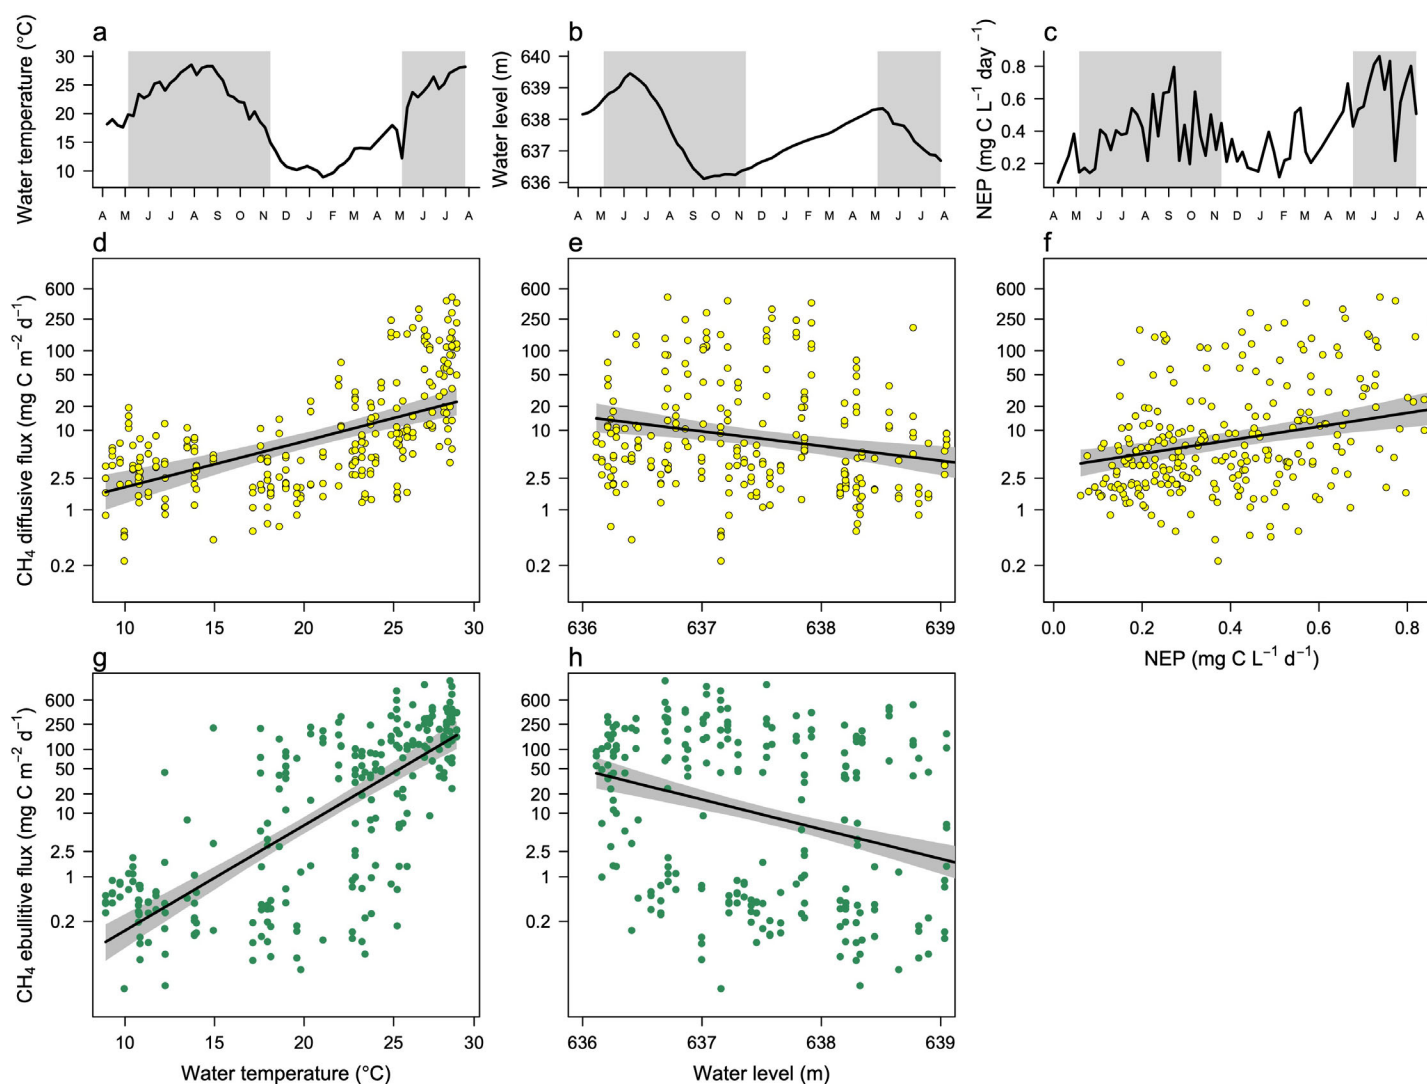 a
b
c
Water temperature (°C)
30
25
20
15
10
A M J J A S O N D J F M A M J J A
Water level (m)
640
639
638
637
636
A M J J A S O N D J F M A M J J A
NEP (mg C L⁻¹ day⁻¹)
0.8
0.6
0.4
0.2
A M J J A S O N D J F M A M J J A
d
e
f
CH₄ diffusive flux (mg C m⁻² d⁻¹)
600
250
100
50
20
10
2.5
1
0.2
10 15 20 25 30
600
250
100
50
20
10
2.5
1
0.2
636 637 638 639
600
250
100
50
20
10
2.5
1
0.2
0.0 0.2 0.4 0.6 0.8
NEP (mg C L⁻¹ d⁻¹)
g
h
CH₄ ebullitive flux (mg C m⁻² d⁻¹)
600
250
100
50
20
10
2.5
1
0.2
10 15 20 25 30
Water temperature (°C)
600
250
100
50
20
10
2.5
1
0.2
636 637 638 639
Water level (m)